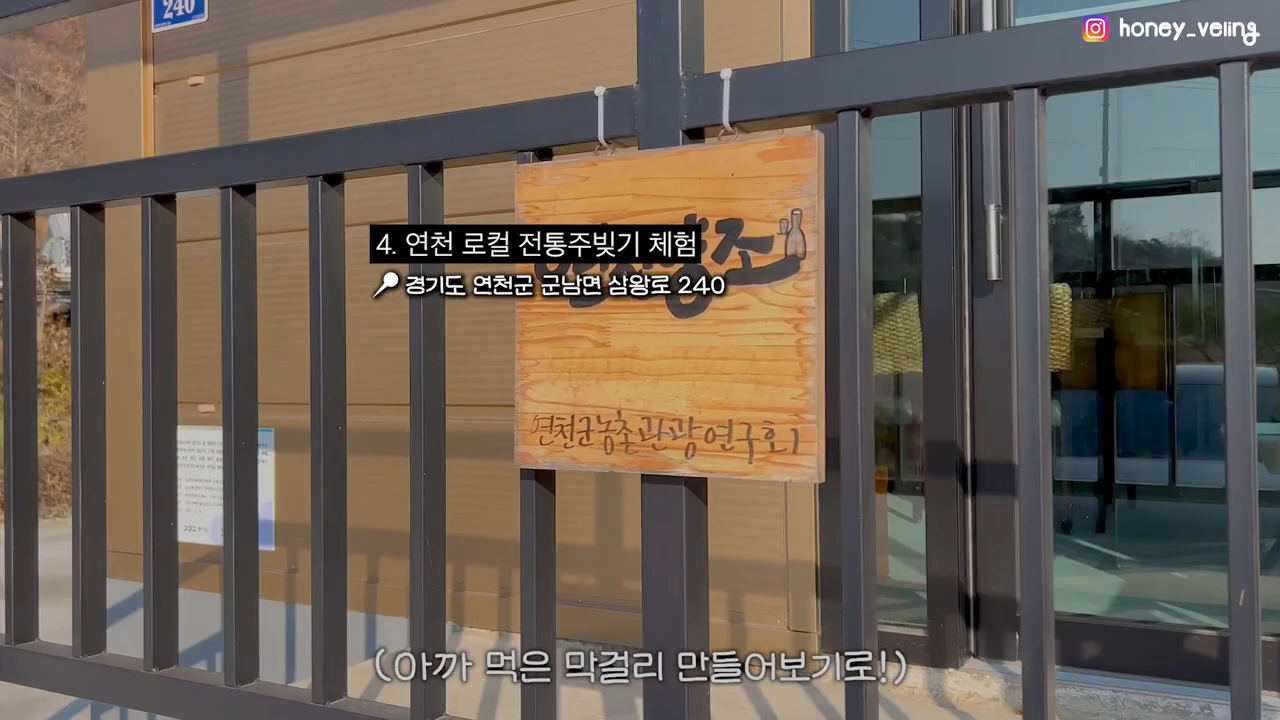 240
honey_veling
4. 연천 로컬 전통주빚기 체험
경기도 연천군 군남면 삼왕로 240
연천군농촌관광연구회
(아까 먹은 막걸리 만들어보기로!)